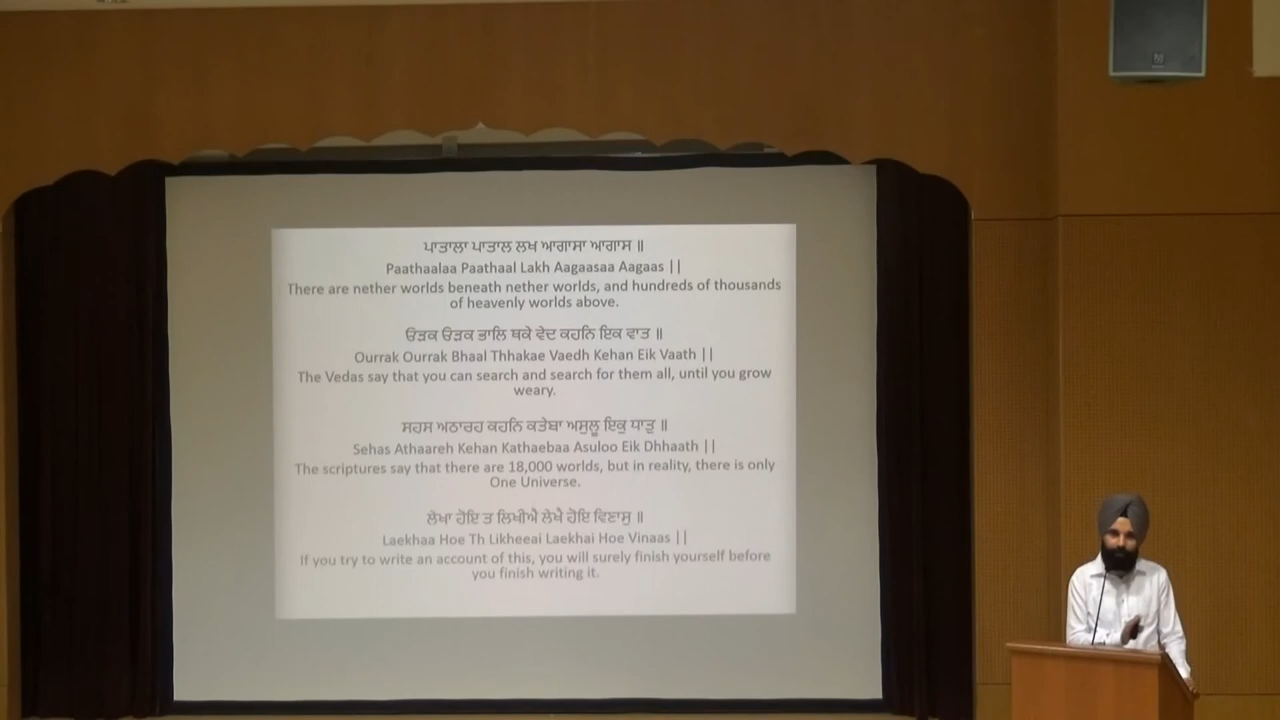 ਪਾਤਾਲਾ ਪਾਤਾਲ ਲਖ ਆਗਾਸਾ ਆਗਾਸ ॥
Paathaalaa Paathaal Lakh Aagaasaa Aagaas ||
There are nether worlds beneath nether worlds, and hundreds of thousands
of heavenly worlds above.
ਓੜਕ ਓੜਕ ਭਾਲਿ ਥਕੇ ਵੇਦ ਕਹਨਿ ਇਕ ਵਾਤ ॥
Ourrak Ourrak Bhaal Thhakae Vaedh Kehan Eik Vaath ||
The Vedas say that you can search and search for them all, until you grow
weary.
ਸਹਸ ਅਠਾਰਹ ਕਹਨਿ ਕਤੇਬਾ ਅਸੁਲੂ ਇਕੁ ਧਾਤੁ ॥
Sehas Athaareh Kehan Kathaebaa Asuloo Eik Dhhaath ||
The scriptures say that there are 18,000 worlds, but in reality, there is only
One Universe.
ਲੇਖਾ ਹੋਇ ਤ ਲਿਖੀਐ ਲੇਖੈ ਹੋਇ ਵਿਣਾਸੁ ॥
Laekhaa Hoe Th Likheeai Laekhai Hoe Vinaas ||
If you try to write an account of this, you will surely finish yourself before
you finish writing it.